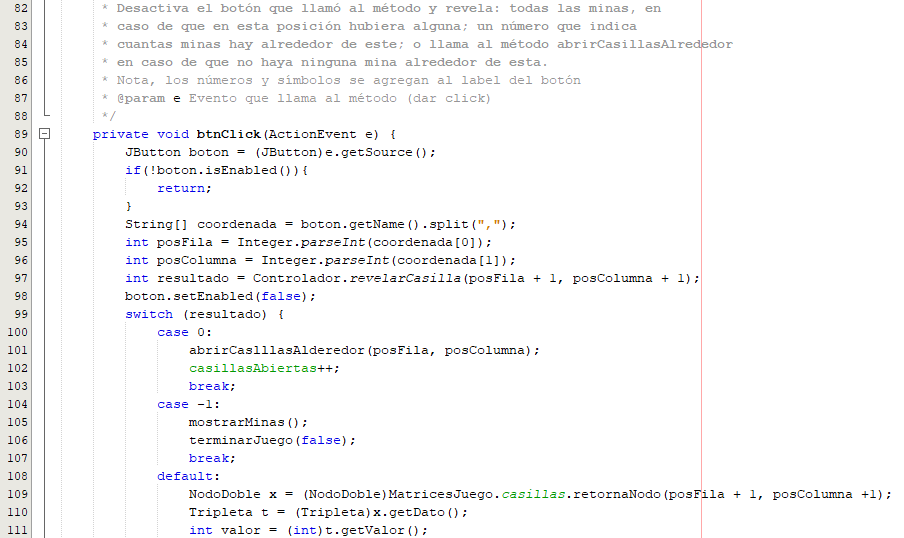 82 * Desactiva el botón que llamó al método y revela: todas las minas, en
83 * caso de que en esta posición hubiera alguna; un número que indica
84 * cuantas minas hay alrededor de este; o llama al método abrirCasillasAlrededor
85 * en caso de que no haya ninguna mina alrededor de esta.
86 * Nota, los números y símbolos se agregan al label del botón
87 * @param e Evento que llama al método (dar click)
88 */
89 private void btnClick(ActionEvent e) {
90 JButton boton = (JButton)e.getSource();
91 if(!boton.isEnabled()){
92 return;
93 }
94 String[] coordenada = boton.getName().split(",");
95 int posFila = Integer.parseInt(coordenada[0]);
96 int posColumna = Integer.parseInt(coordenada[1]);
97 int resultado = Controlador.revelarCasilla(posFila + 1, posColumna + 1);
98 boton.setEnabled(false);
99 switch (resultado) {
100 case 0:
101 abrirCaslllasAlderedor(posFila, posColumna);
102 casillasAbiertas++;
103 break;
104 case -1:
105 mostrarMinas();
106 terminarJuego(false);
107 break;
108 default:
109 NodoDoble x = (NodoDoble)MatricesJuego.casillas.retornaNodo(posFila + 1, posColumna +1);
110 Tripleta t = (Tripleta)x.getDato();
111 int valor = (int)t.getValor();